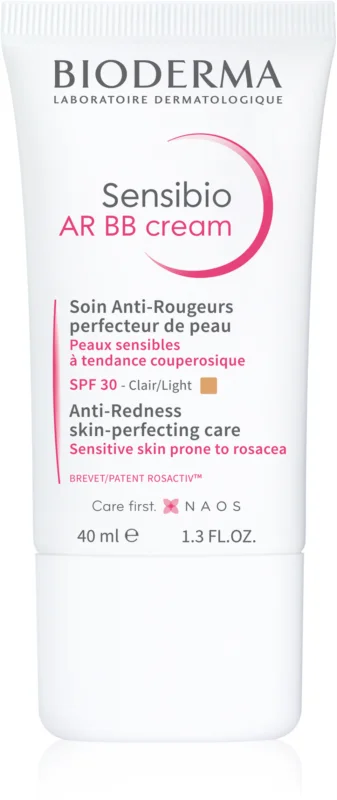 BIODERMA
LABORATOIRE DERMATOLOGIQUE
Sensibio
AR BB cream
Soin Anti-Rougeurs
perfecteur de peau
Peaux sensibles
à tendance couperosique
SPF 30 - Clair/Light
Anti-Redness
skin-perfecting care
Sensitive skin prone to rosacea
BREVET/PATENT ROSACTIV™
Care first. NAOS
40 ml ℮ 1.3 FL.OZ.